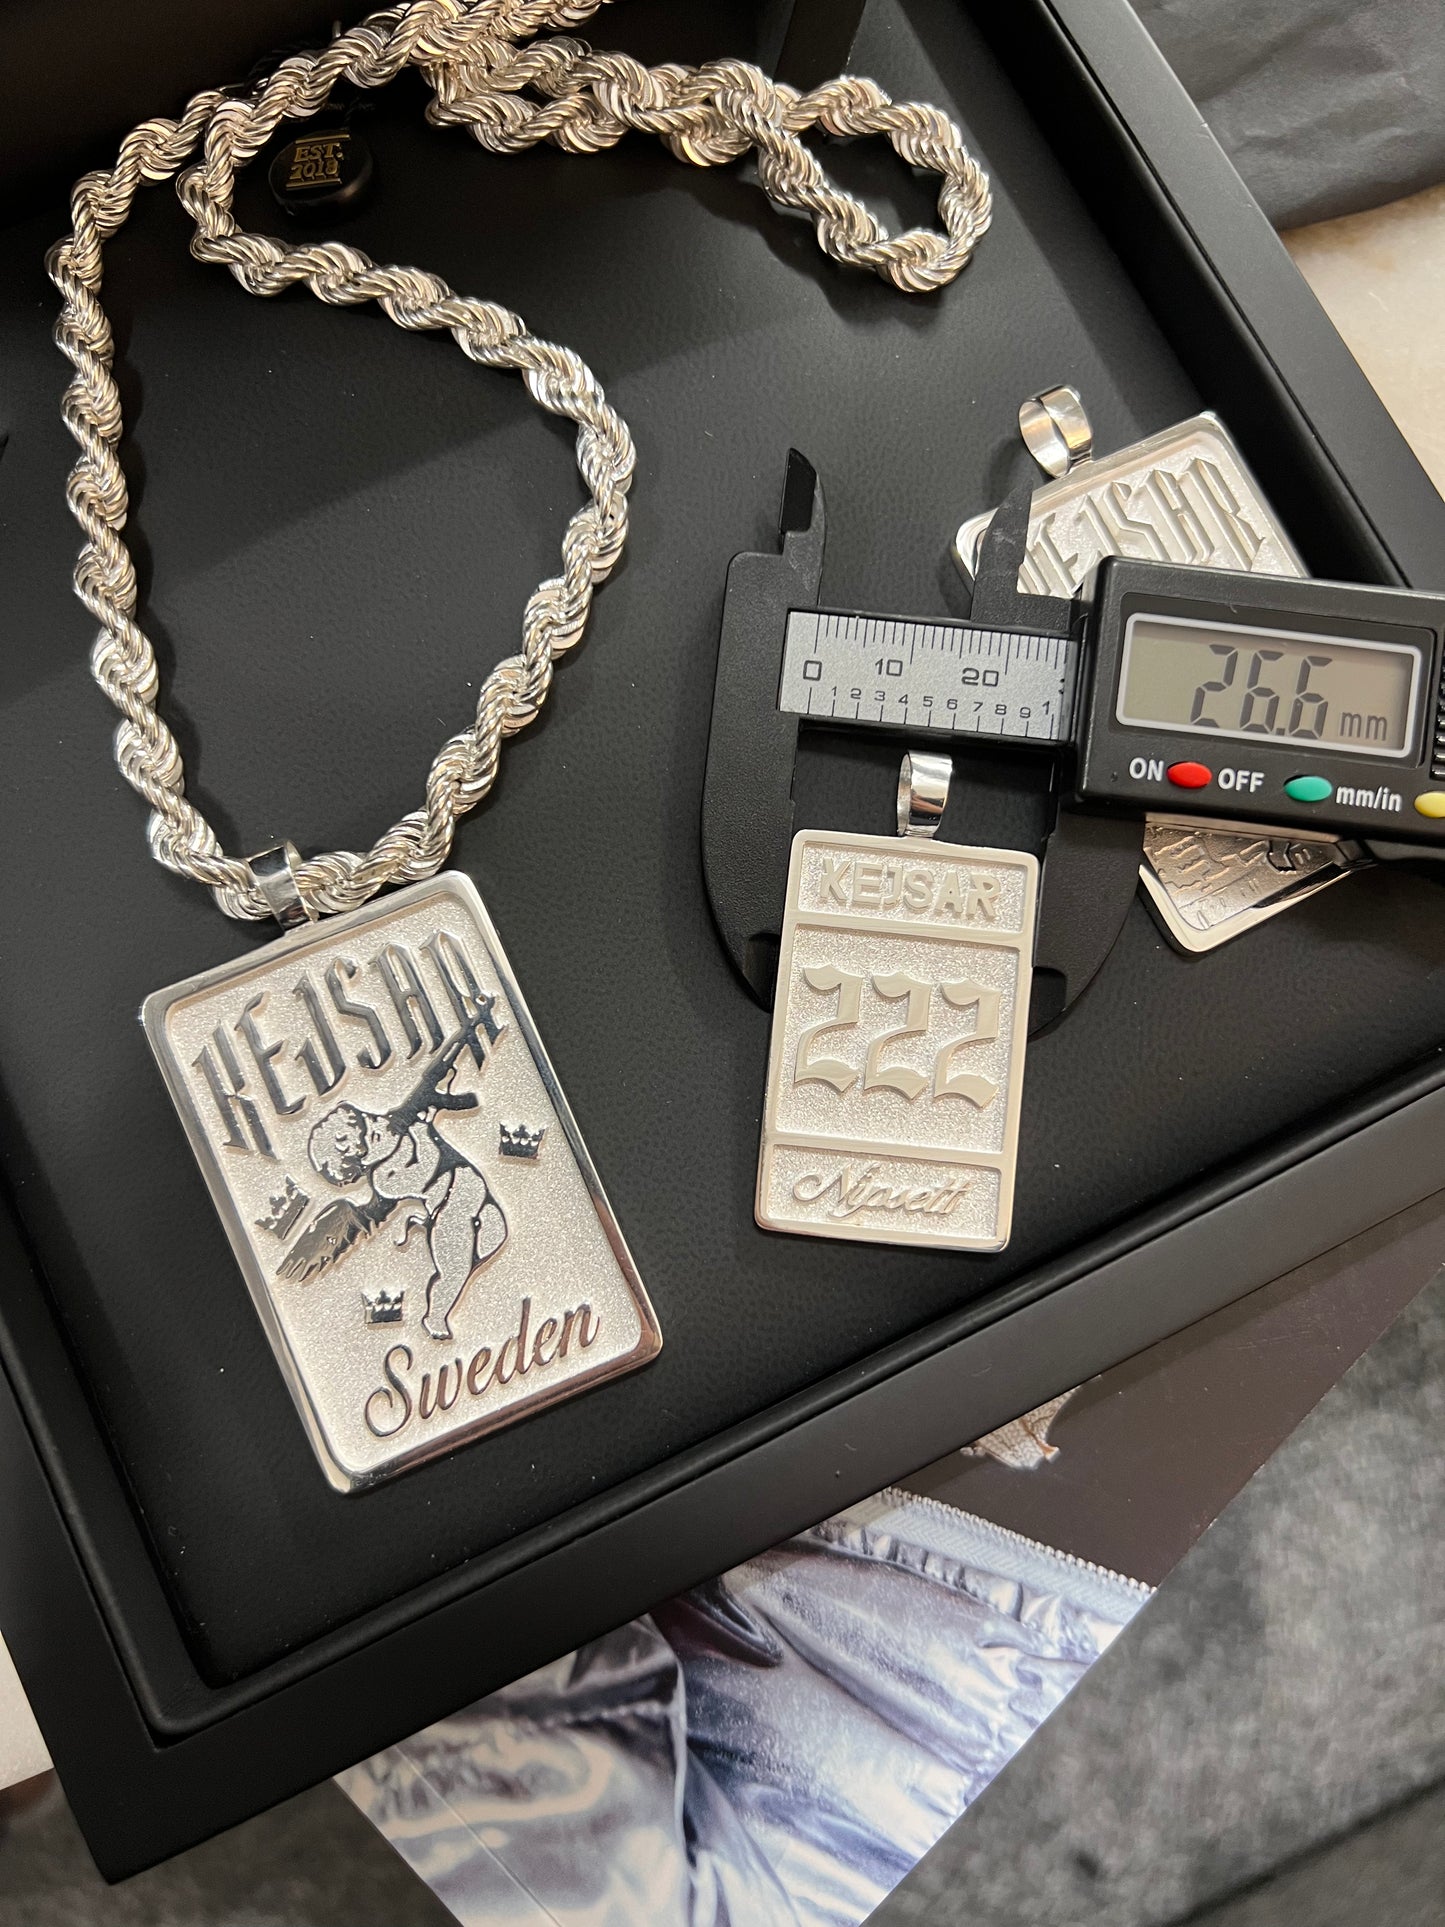 EST.
2018
KEJSAR
0 10 20
1 2 3 4 5 6 7 8 9 1
26.6 mm
ON OFF mm/in
KEJSAR
222
KEJSAR
Sweden